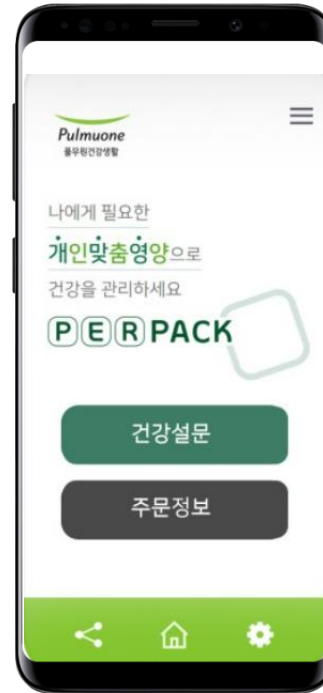 Pulmuone
풀무원건강생활
나에게 필요한
개인맞춤영양으로
건강을 관리하세요
PERPACK
건강설문
주문정보